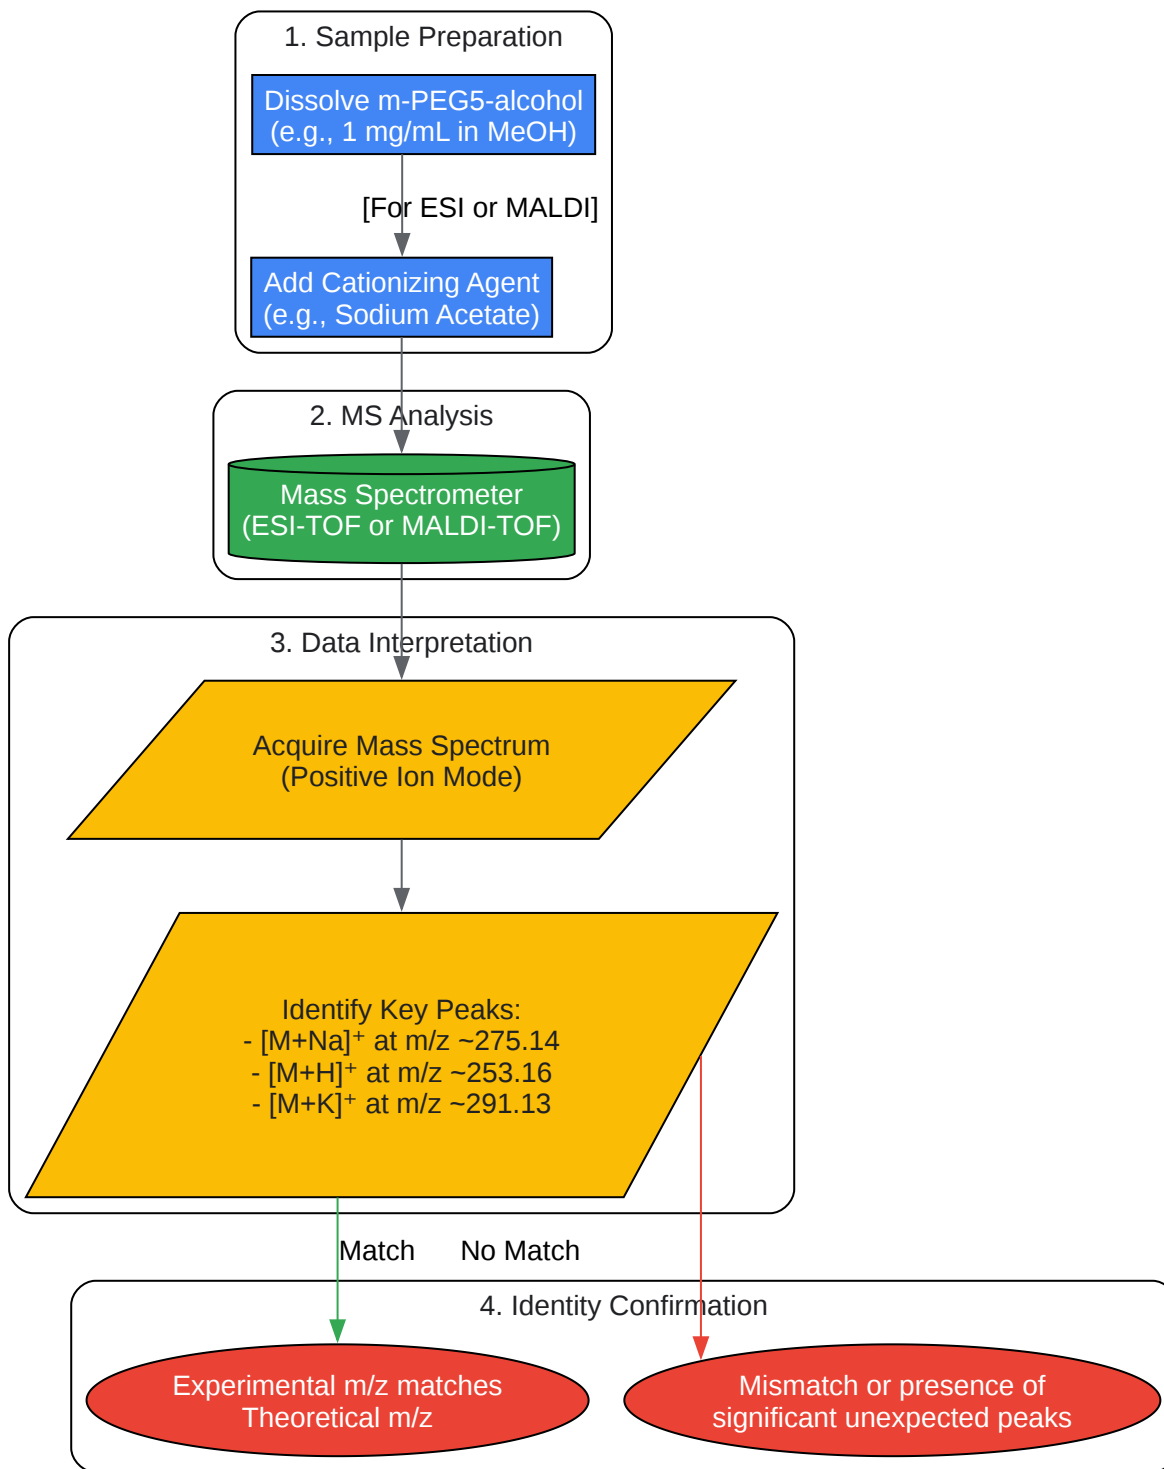 1. Sample Preparation
Dissolve m-PEG5-alcohol
(e.g., 1 mg/mL in MeOH)
[For ESI or MALDI]
Add Cationizing Agent
(e.g., Sodium Acetate)
2. MS Analysis
Mass Spectrometer
(ESI-TOF or MALDI-TOF)
3. Data Interpretation
Acquire Mass Spectrum
(Positive Ion Mode)
Identify Key Peaks:
- [M+Na]⁺ at m/z ~275.14
- [M+H]⁺ at m/z ~253.16
- [M+K]⁺ at m/z ~291.13
Match
No Match
4. Identity Confirmation
Experimental m/z matches
Theoretical m/z
Mismatch or presence of
significant unexpected peaks